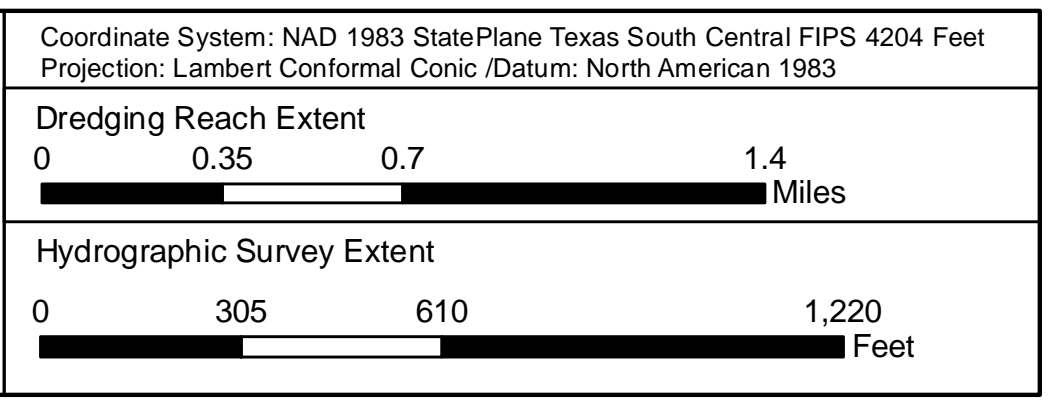 Coordinate System: NAD 1983 StatePlane Texas South Central FIPS 4204 Feet
Projection: Lambert Conformal Conic /Datum: North American 1983
Dredging Reach Extent
0 0.35 0.7 1.4
Miles
Hydrographic Survey Extent
0 305 610 1,220
Feet